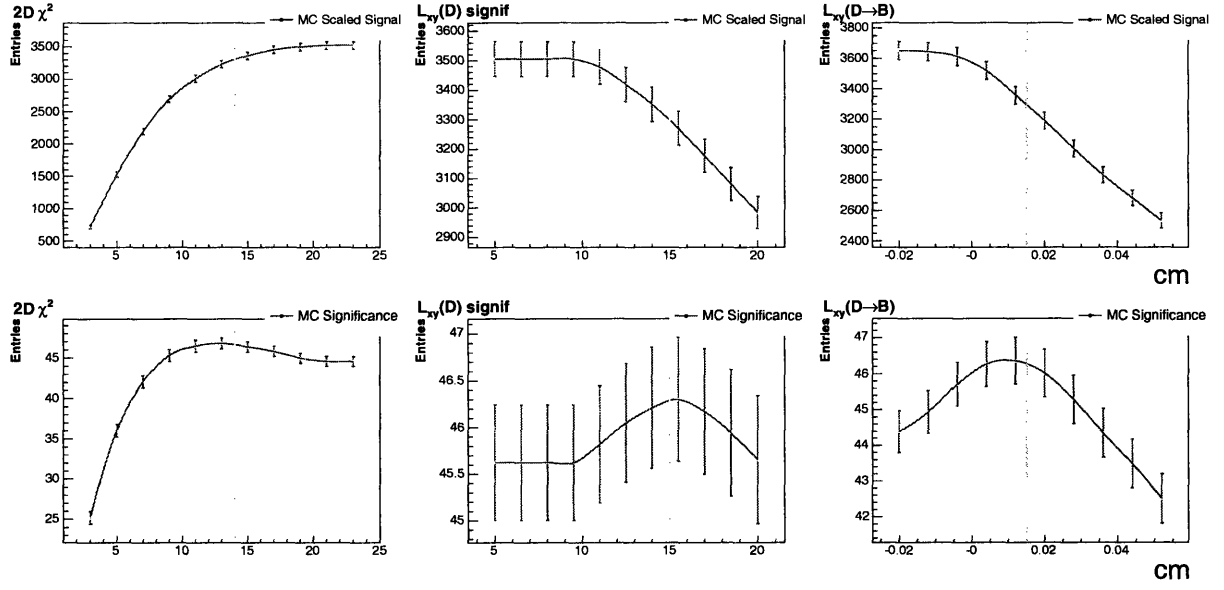 2D χ²
MC Scaled Signal
Entries
3500
3000
2500
2000
1500
1000
500
5 10 15 20 25
L_xy(D) signif
MC Scaled Signal
Entries
3600
3500
3400
3300
3200
3100
3000
2900
5 10 15 20
L_xy(D→B)
MC Scaled Signal
Entries
3800
3600
3400
3200
3000
2800
2600
2400
-0.02 -0 0.02 0.04
cm
2D χ²
MC Significance
Entries
45
40
35
30
25
5 10 15 20 25
L_xy(D) signif
MC Significance
Entries
47
46.5
46
45.5
45
5 10 15 20
L_xy(D→B)
MC Significance
Entries
47
46
45
44
43
42
-0.02 -0 0.02 0.04
cm